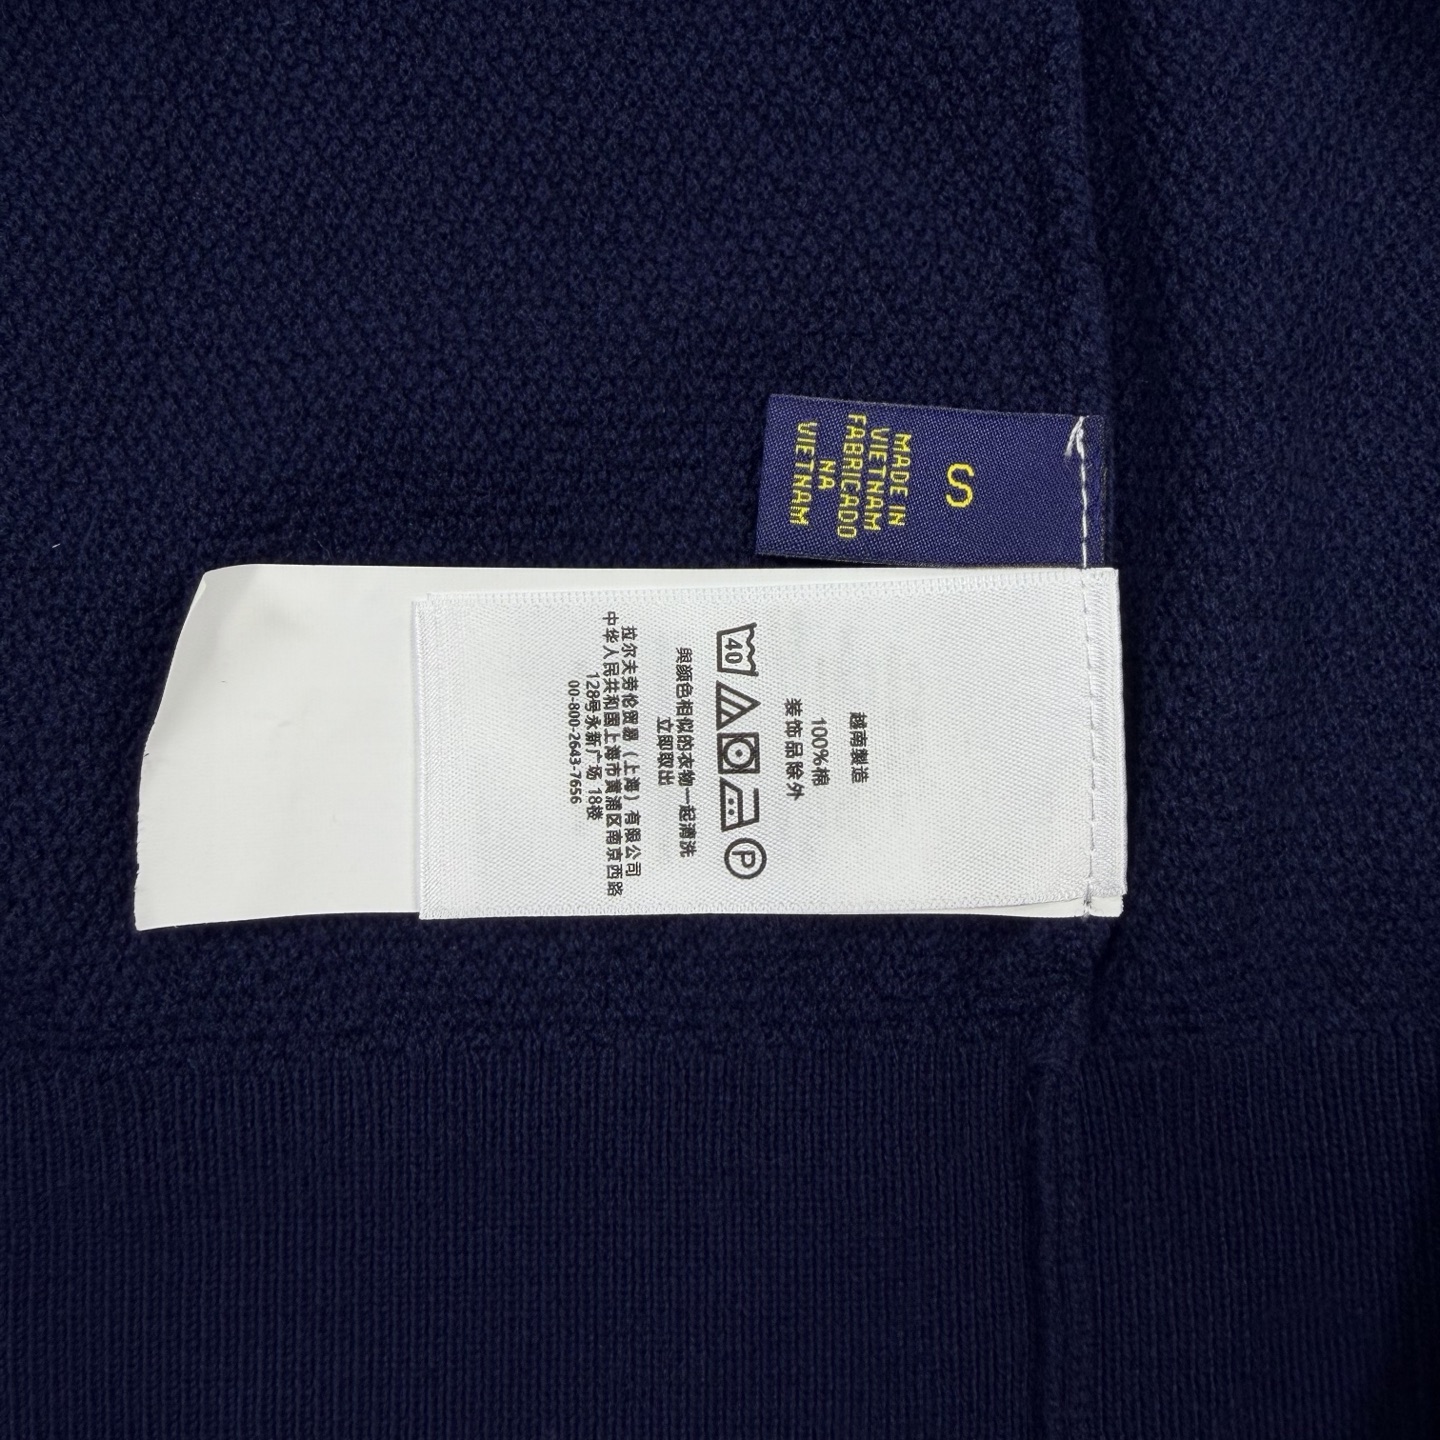 S
MADE IN
VIETNAM
FABRICADO
NA
VIETNAM
越南製造
100%棉
装饰品除外
40
P
與颜色相似的衣物一起清洗
立即取出
拉尔夫劳伦贸易（上海）有限公司
中华人民共和国上海市黄浦区南京西路
128号永新广场 18楼
00-800-2643-7656